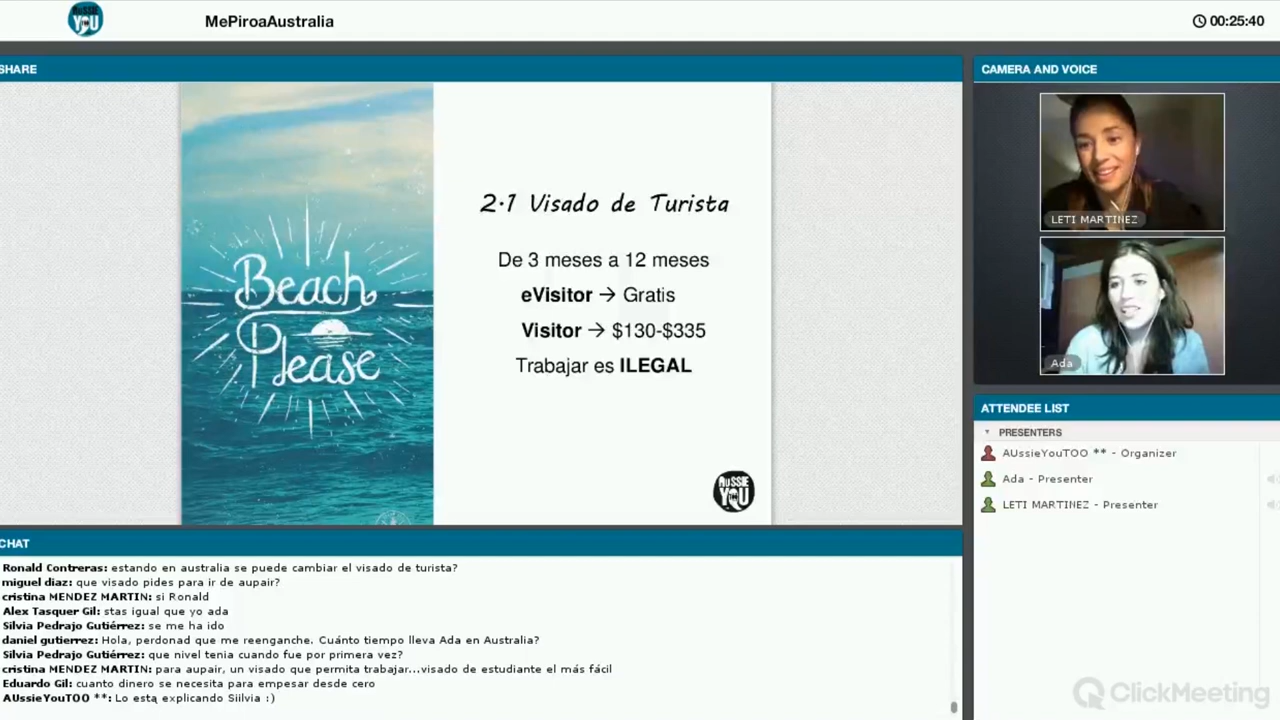 AUSSIE YOU TOO
MePiroaAustralia
00:25:40
SHARE
CAMERA AND VOICE
Beach
Please
2.1 Visado de Turista
De 3 meses a 12 meses
eVisitor → Gratis
Visitor → $130-$335
Trabajar es ILEGAL
AUSSIE YOU TOO
LETI MARTINEZ
Ada
ATTENDEE LIST
PRESENTERS
AUssieYouTOO ** - Organizer
Ada - Presenter
LETI MARTINEZ - Presenter
CHAT
Ronald Contreras: estando en australia se puede cambiar el visado de turista?
miguel diaz: que visado pides para ir de aupair?
cristina MENDEZ MARTIN: si Ronald
Alex Tasquer Gil: stas igual que yo ada
Silvia Pedrajo Gutiérrez: se me ha ido
daniel gutierrez: Hola, perdonad que me reenganche. Cuánto tiempo lleva Ada en Australia?
Silvia Pedrajo Gutiérrez: que nivel tenia cuando fue por primera vez?
cristina MENDEZ MARTIN: para aupair, un visado que permita trabajar...visado de estudiante el más fácil
Eduardo Gil: cuanto dinero se necesita para empesar desde cero
AUssieYouTOO **: Lo está explicando Siilvia :)
ClickMeeting